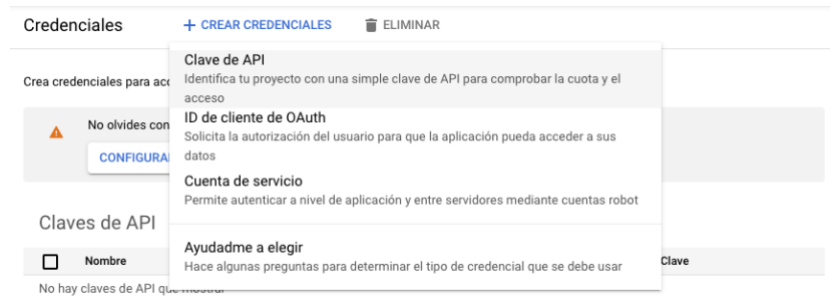 Credenciales + CREAR CREDENCIALES ELIMINAR
Clave de API
Identifica tu proyecto con una simple clave de API para comprobar la cuota y el
acceso
Crea credenciales para
ID de cliente de OAuth
Solicita la autorización del usuario para que la aplicación pueda acceder a sus
datos
No olvides
Cuenta de servicio
Permite autenticar a nivel de aplicación y entre servidores mediante cuentas robot
Ayudadme a elegir
Hace algunas preguntas para determinar el tipo de credencial que se debe usar
Claves de API
Nombre Clave
No hay claves de API que mostrar